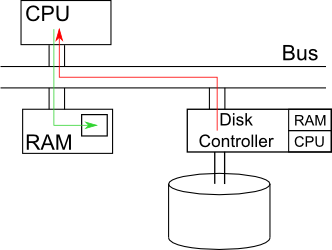 CPU
Bus
RAM
Disk
Controller
RAM
CPU